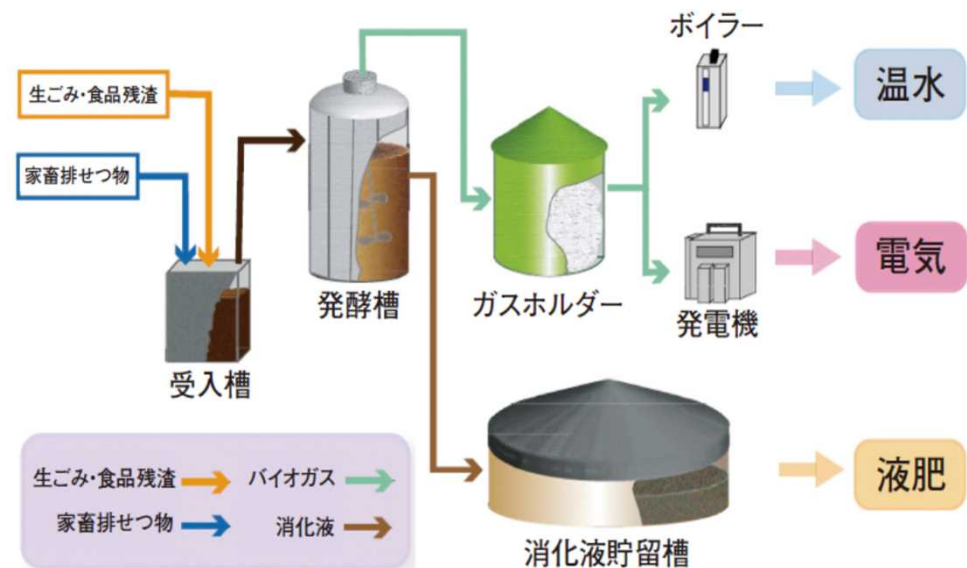 生ごみ・食品残渣
家畜排せつ物
受入槽
発酵槽
ガスホルダー
ボイラー
発電機
温水
電気
消化液貯留槽
液肥
生ごみ・食品残渣
バイオガス
家畜排せつ物
消化液